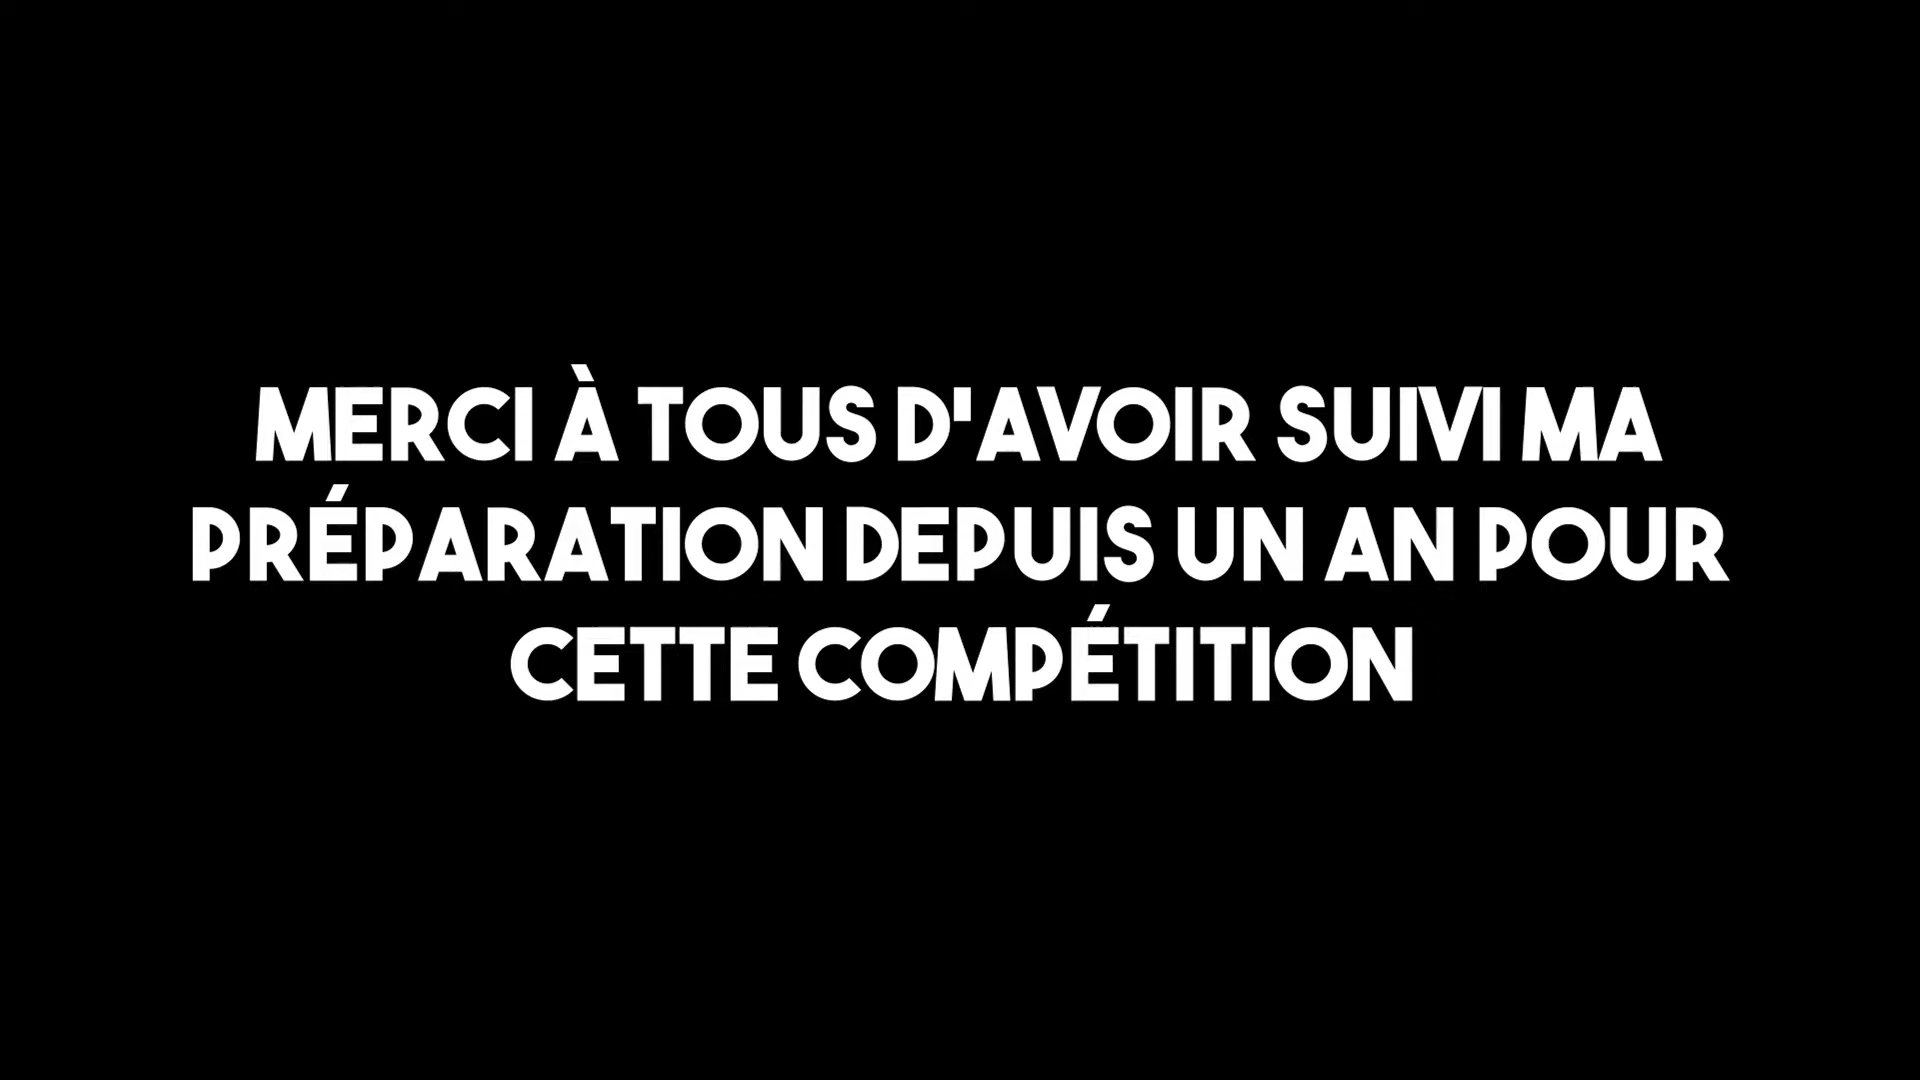 MERCI À TOUS D'AVOIR SUIVI MA
PRÉPARATION DEPUIS UN AN POUR
CETTE COMPÉTITION